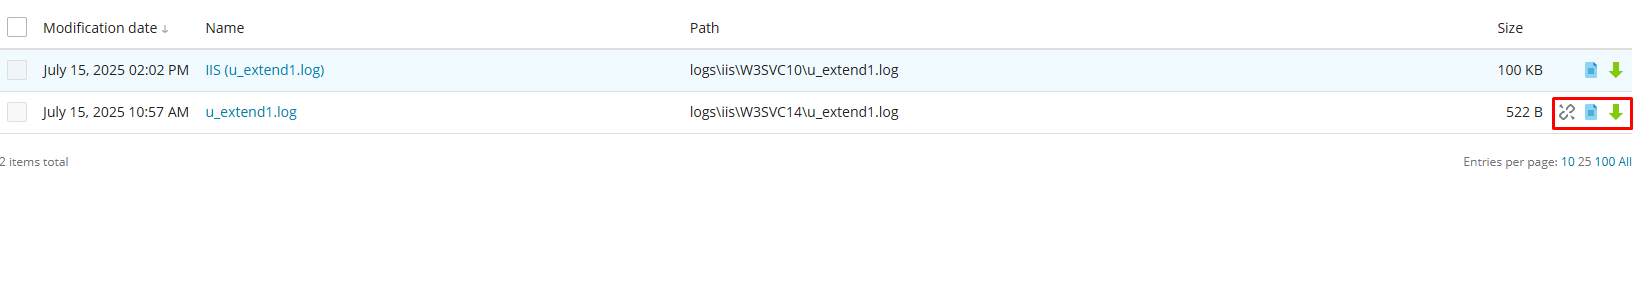 Modification date ↓ Name Path Size
July 15, 2025 02:02 PM IIS (u_extend1.log) logs\iis\W3SVC10\u_extend1.log 100 KB
July 15, 2025 10:57 AM u_extend1.log logs\iis\W3SVC14\u_extend1.log 522 B
2 items total Entries per page: 10 25 100 All